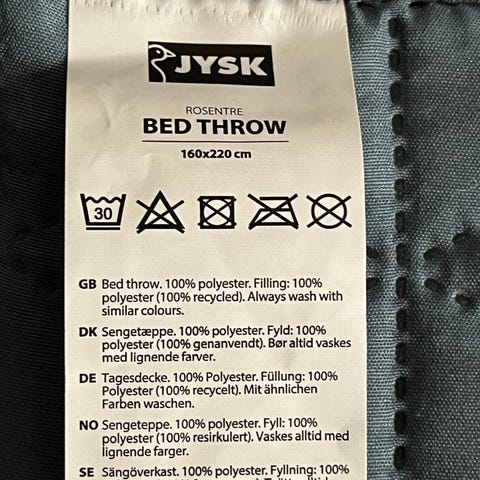 JYSK
ROSENTRE
BED THROW
160x220 cm
30
GB Bed throw. 100% polyester. Filling: 100%
polyester (100% recycled). Always wash with
similar colours.
DK Sengetæppe. 100% polyester. Fyld: 100%
polyester (100% genanvendt). Bør altid vaskes
med lignende farver.
DE Tagesdecke. 100% Polyester. Füllung: 100%
Polyester (100% recycelt). Mit ähnlichen
Farben waschen.
NO Sengeteppe. 100% polyester. Fyll: 100%
polyester (100% resirkulert). Vaskes alltid med
lignende farger.
SE Sängöverkast. 100% polyester. Fyllning: 100%